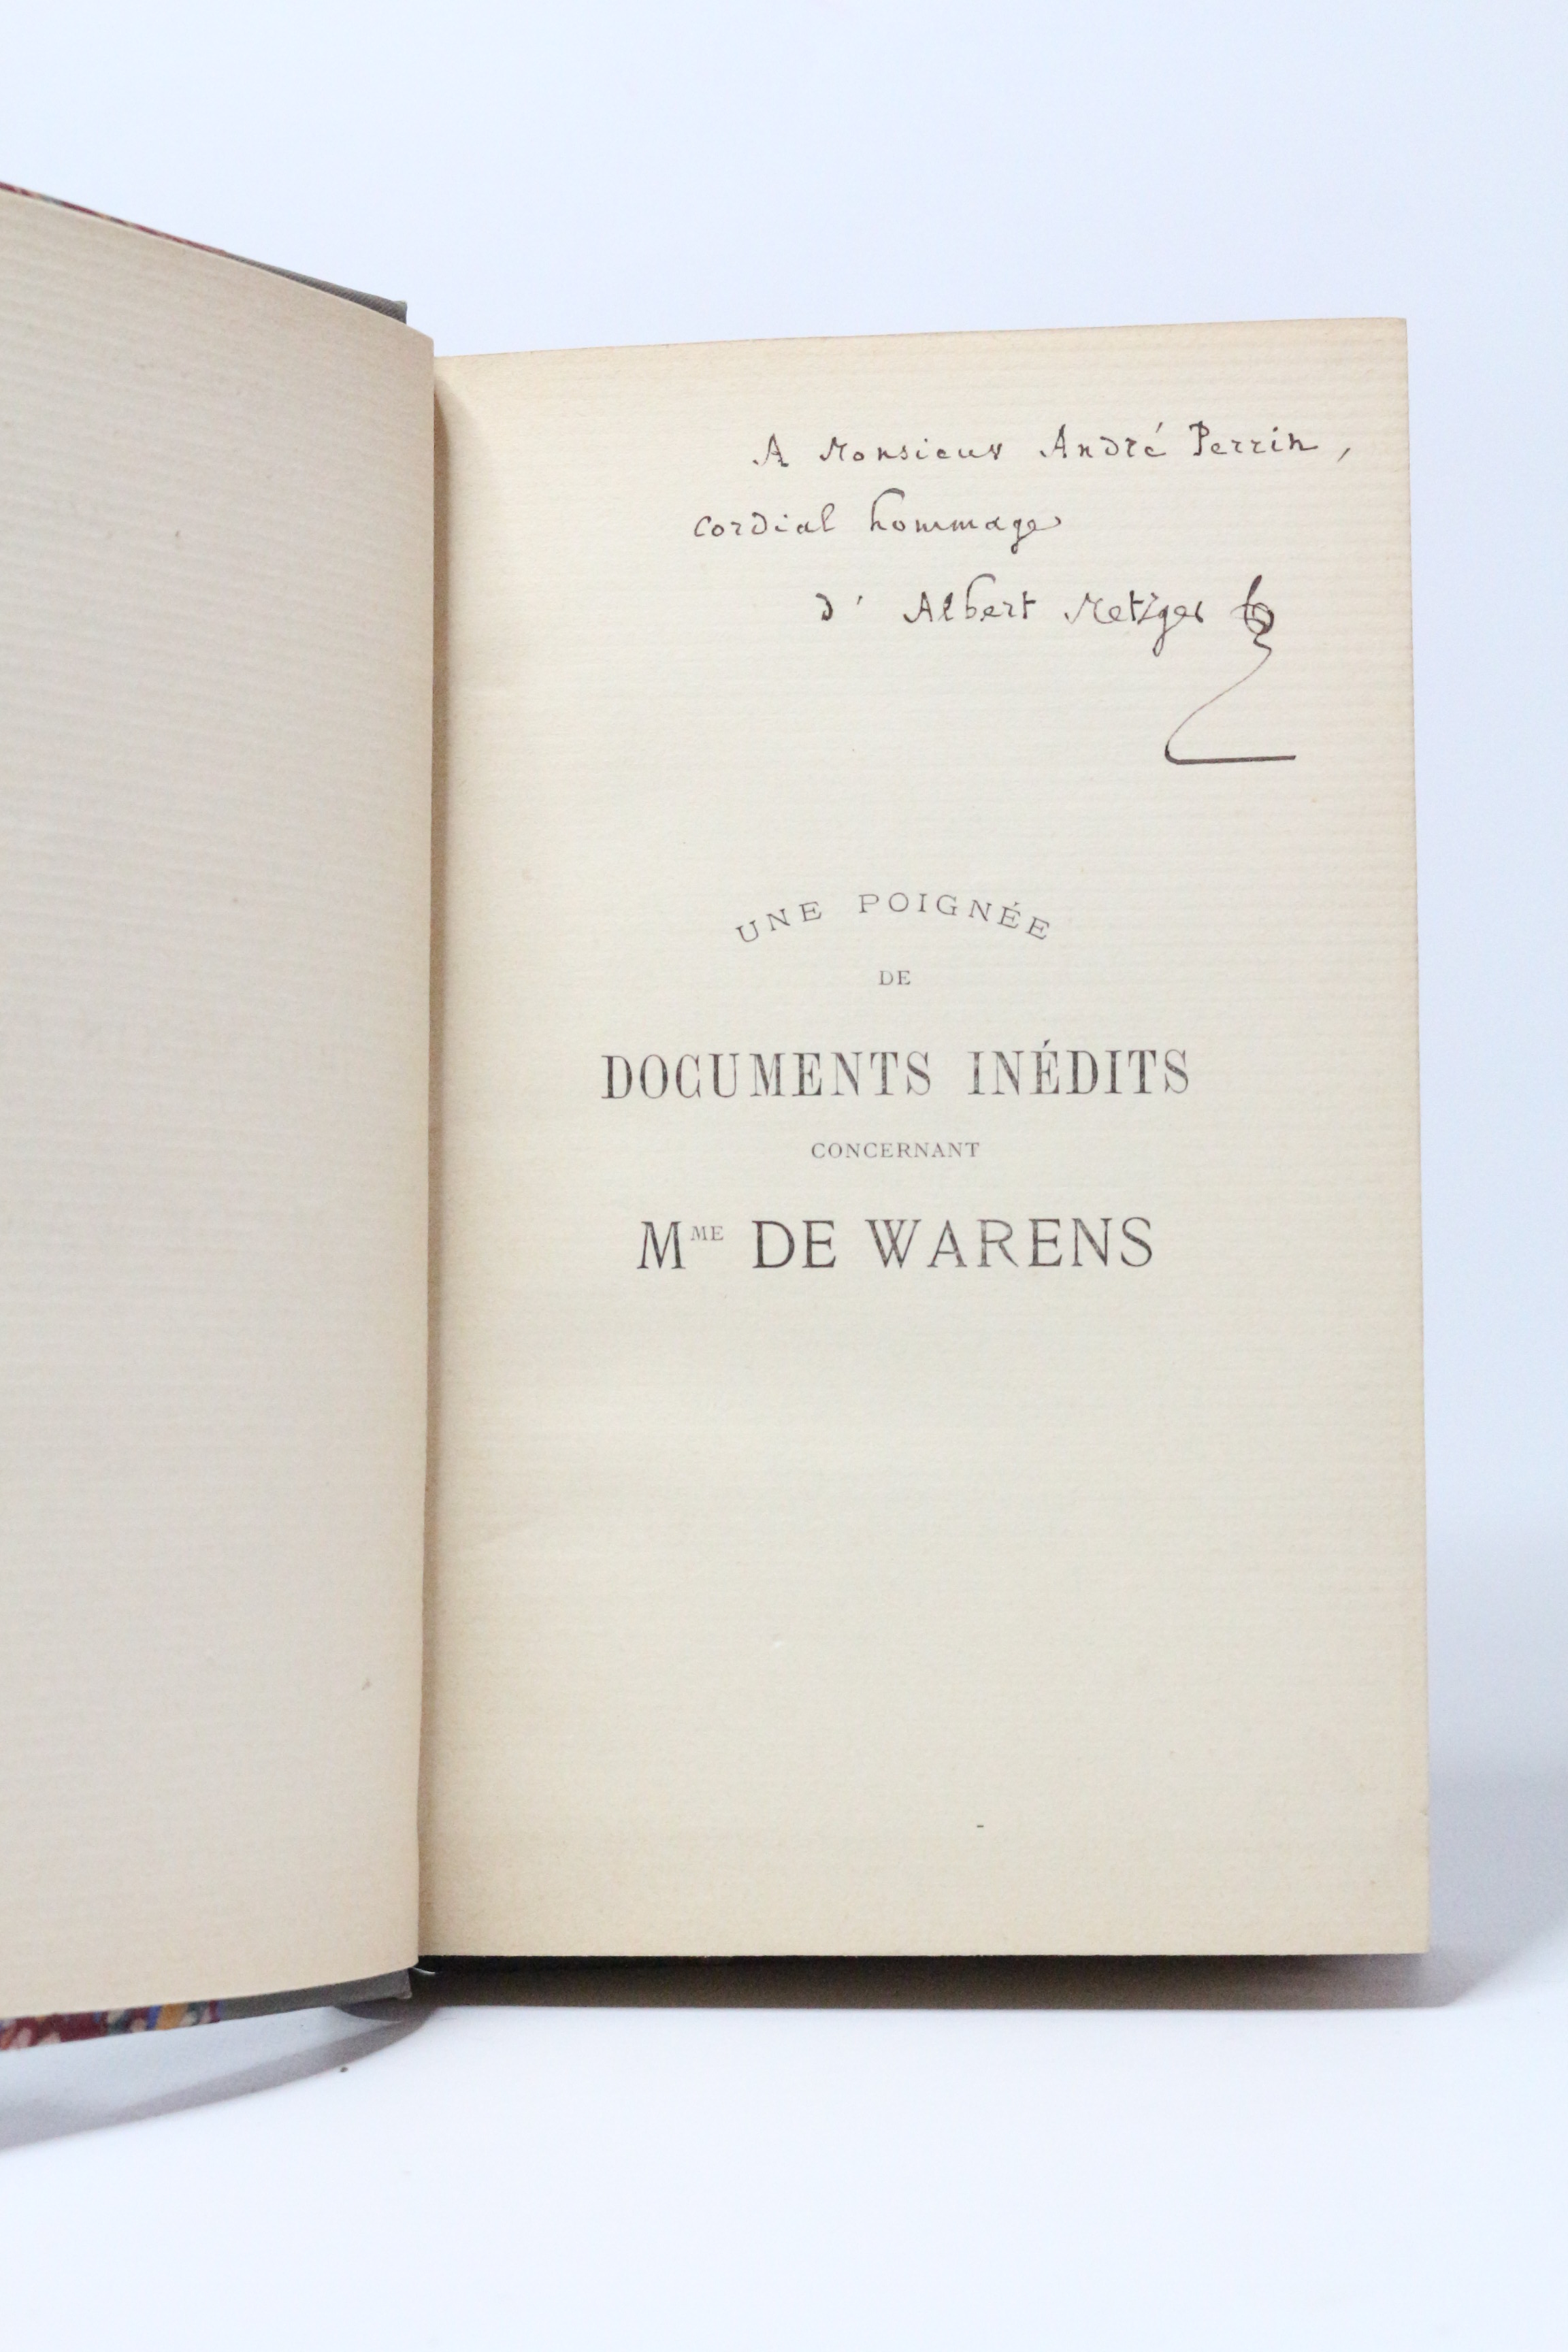 A Monsieur André Perrin,
cordial hommage
d' Albert Metzger
UNE POIGNÉE
DE
DOCUMENTS INÉDITS
CONCERNANT
MME DE WARENS